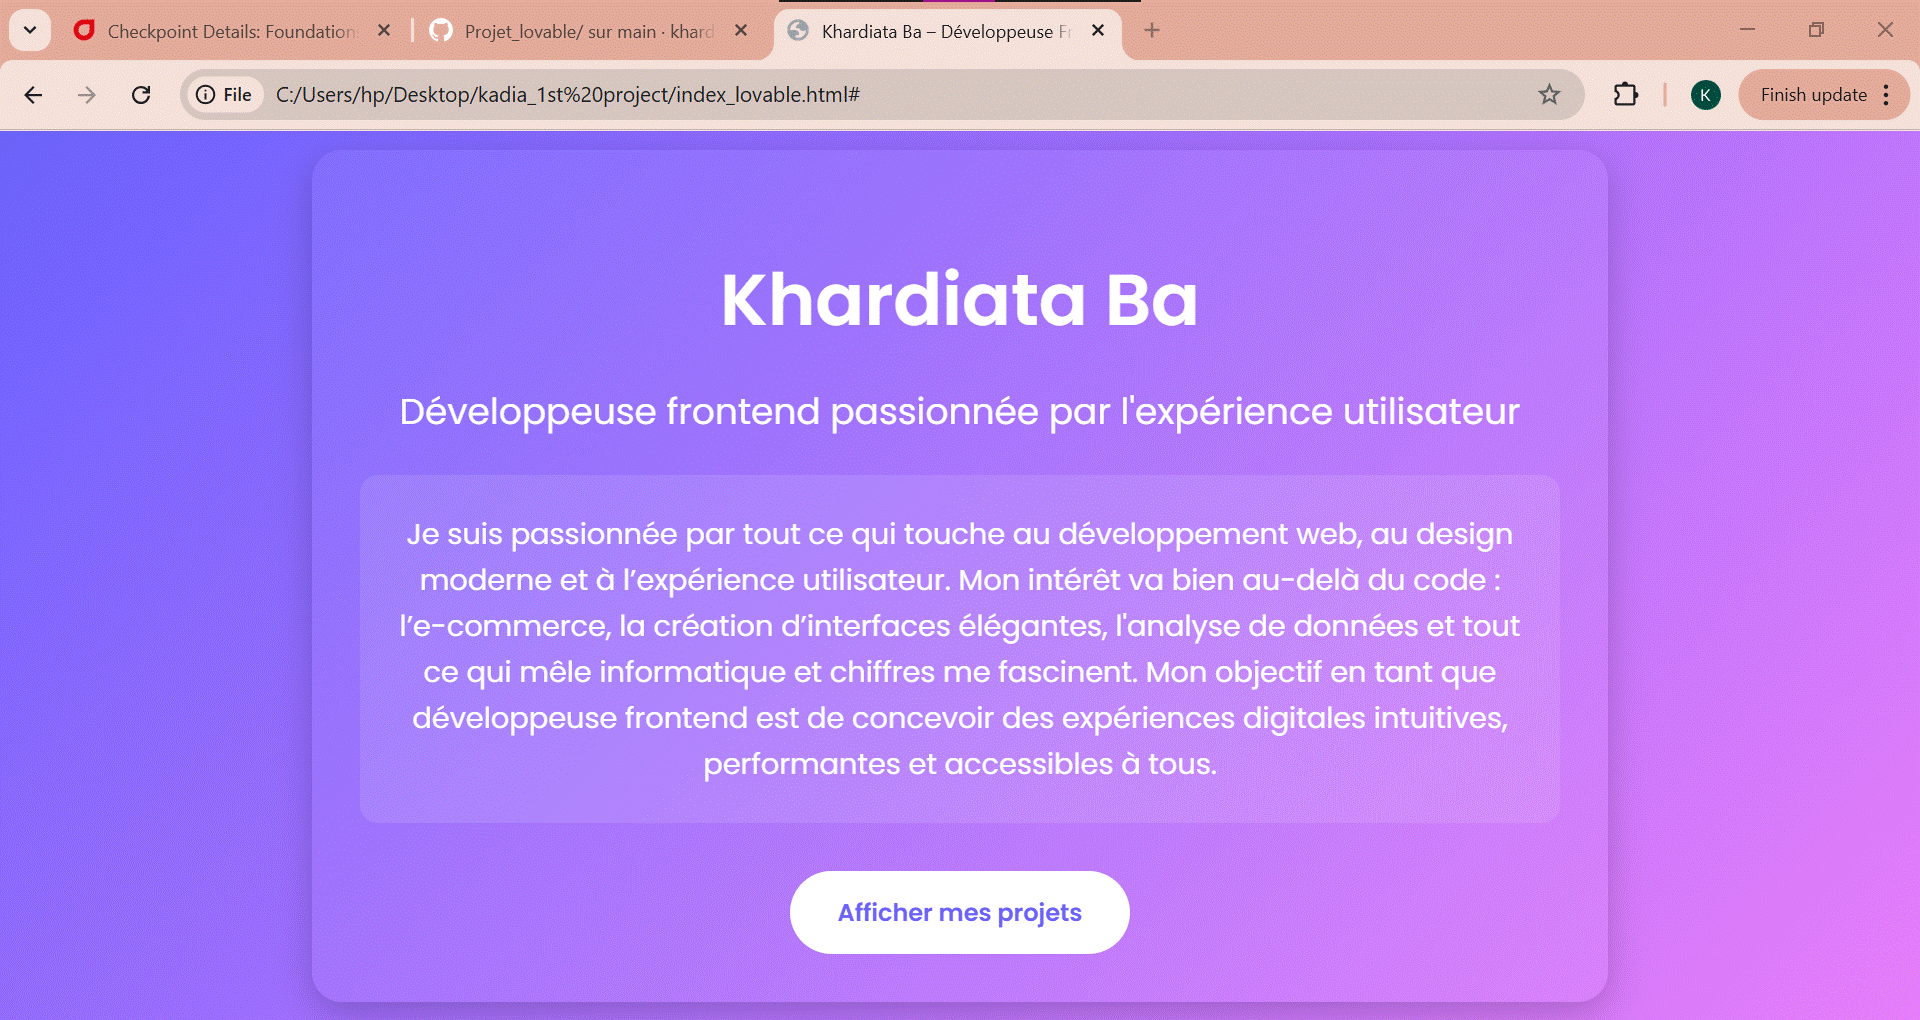 Checkpoint Details: Foundations
Projet_lovable/ sur main · khard
Khardiata Ba – Développeuse Fr
File
C:/Users/hp/Desktop/kadia_1st%20project/index_lovable.html#
K
Finish update
Khardiata Ba
Développeuse frontend passionnée par l'expérience utilisateur
Je suis passionnée par tout ce qui touche au développement web, au design
moderne et à l’expérience utilisateur. Mon intérêt va bien au-delà du code :
l’e-commerce, la création d’interfaces élégantes, l'analyse de données et tout
ce qui mêle informatique et chiffres me fascinent. Mon objectif en tant que
développeuse frontend est de concevoir des expériences digitales intuitives,
performantes et accessibles à tous.
Afficher mes projets